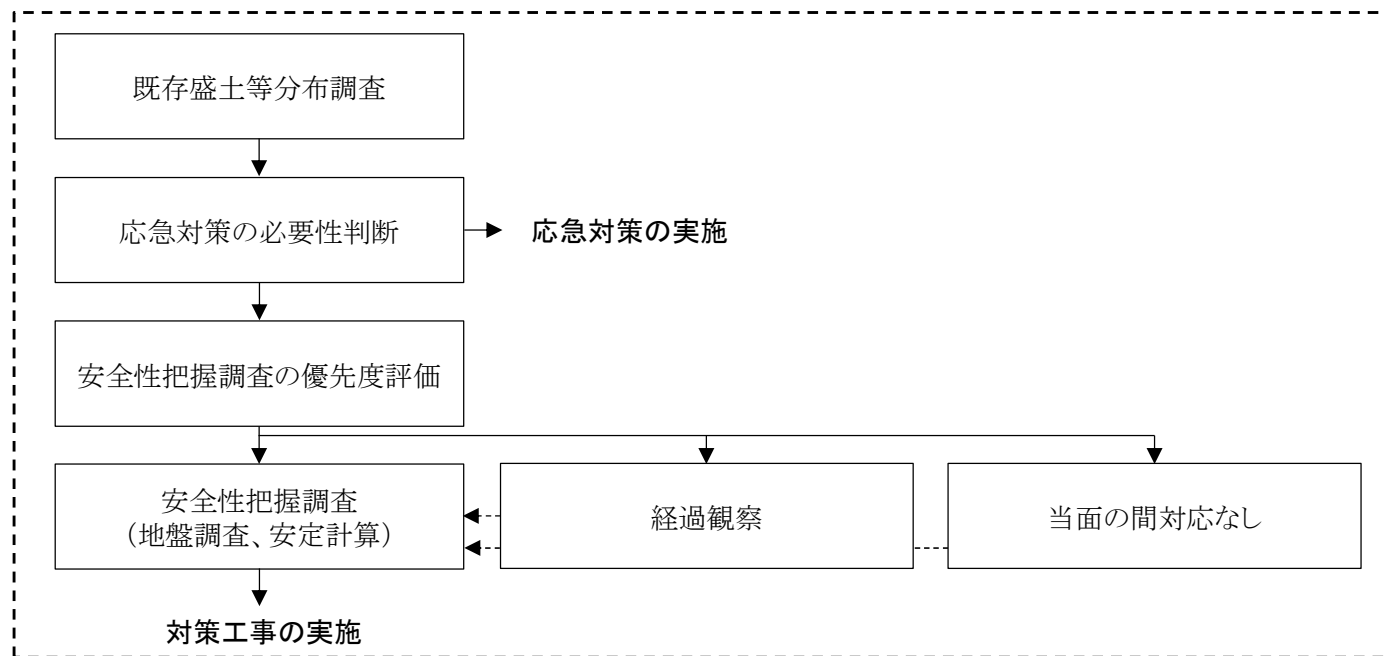 既存盛土等分布調査
応急対策の必要性判断
応急対策の実施
安全性把握調査の優先度評価
安全性把握調査
（地盤調査、安定計算）
経過観察
当面の間対応なし
対策工事の実施